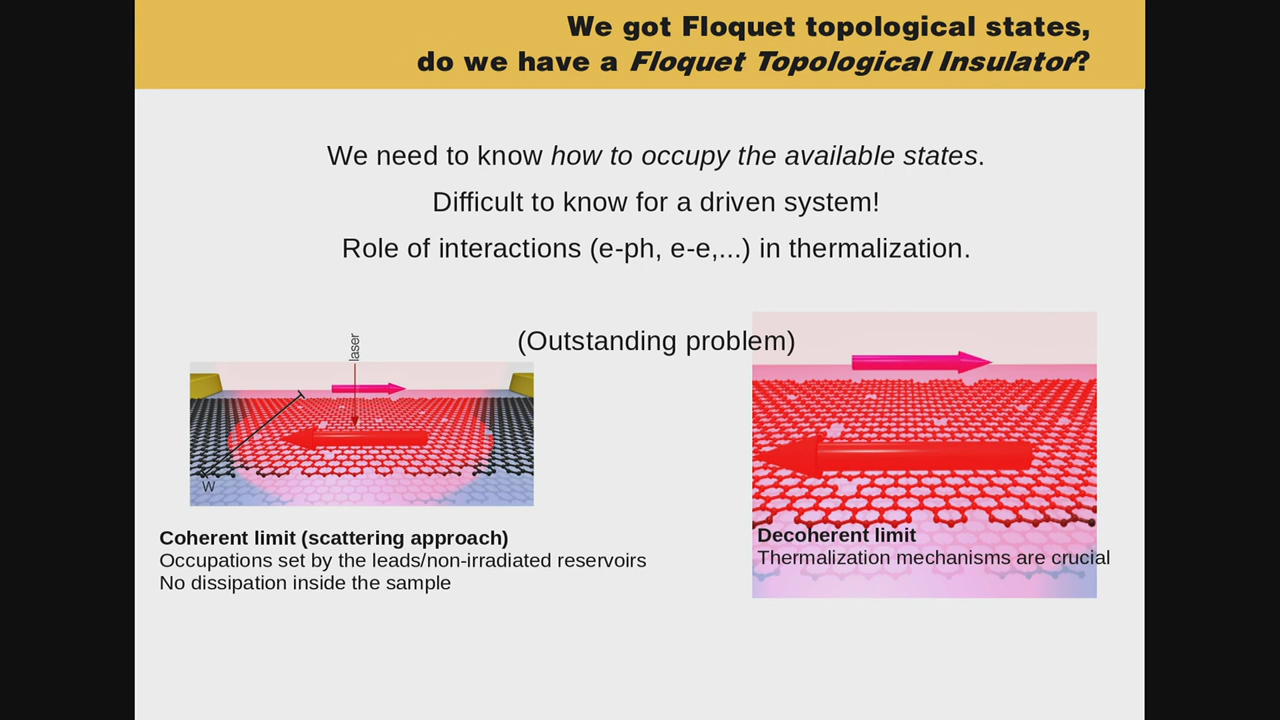 We got Floquet topological states,
do we have a Floquet Topological Insulator?
We need to know how to occupy the available states.
Difficult to know for a driven system!
Role of interactions (e-ph, e-e,...) in thermalization.
(Outstanding problem)
laser
W
Coherent limit (scattering approach)
Occupations set by the leads/non-irradiated reservoirs
No dissipation inside the sample
Decoherent limit
Thermalization mechanisms are crucial